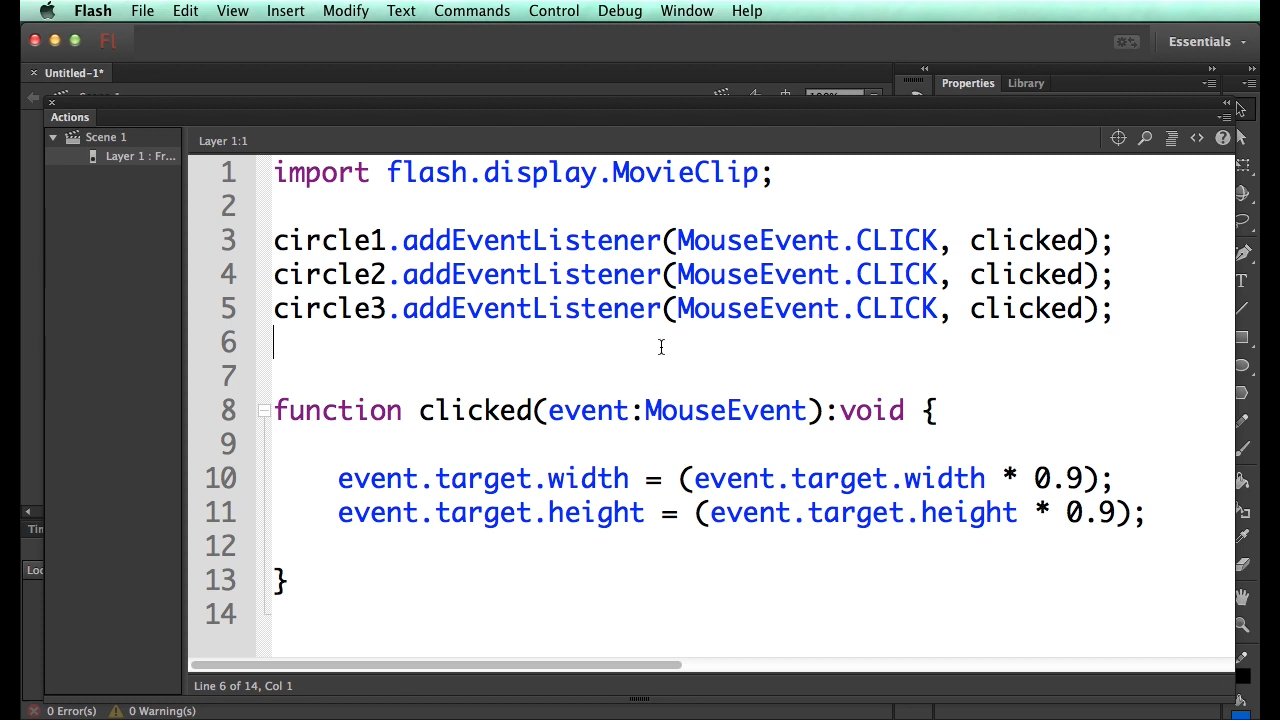 Flash File Edit View Insert Modify Text Commands Control Debug Window Help
Fl
Essentials
Untitled-1*
Properties Library
Actions
Scene 1
Layer 1 : Fr...
Layer 1:1
1 import flash.display.MovieClip;
2
3 circle1.addEventListener(MouseEvent.CLICK, clicked);
4 circle2.addEventListener(MouseEvent.CLICK, clicked);
5 circle3.addEventListener(MouseEvent.CLICK, clicked);
6
7
8 function clicked(event:MouseEvent):void {
9
10 event.target.width = (event.target.width * 0.9);
11 event.target.height = (event.target.height * 0.9);
12
13 }
14
Line 6 of 14, Col 1
0 Error(s) 0 Warning(s)